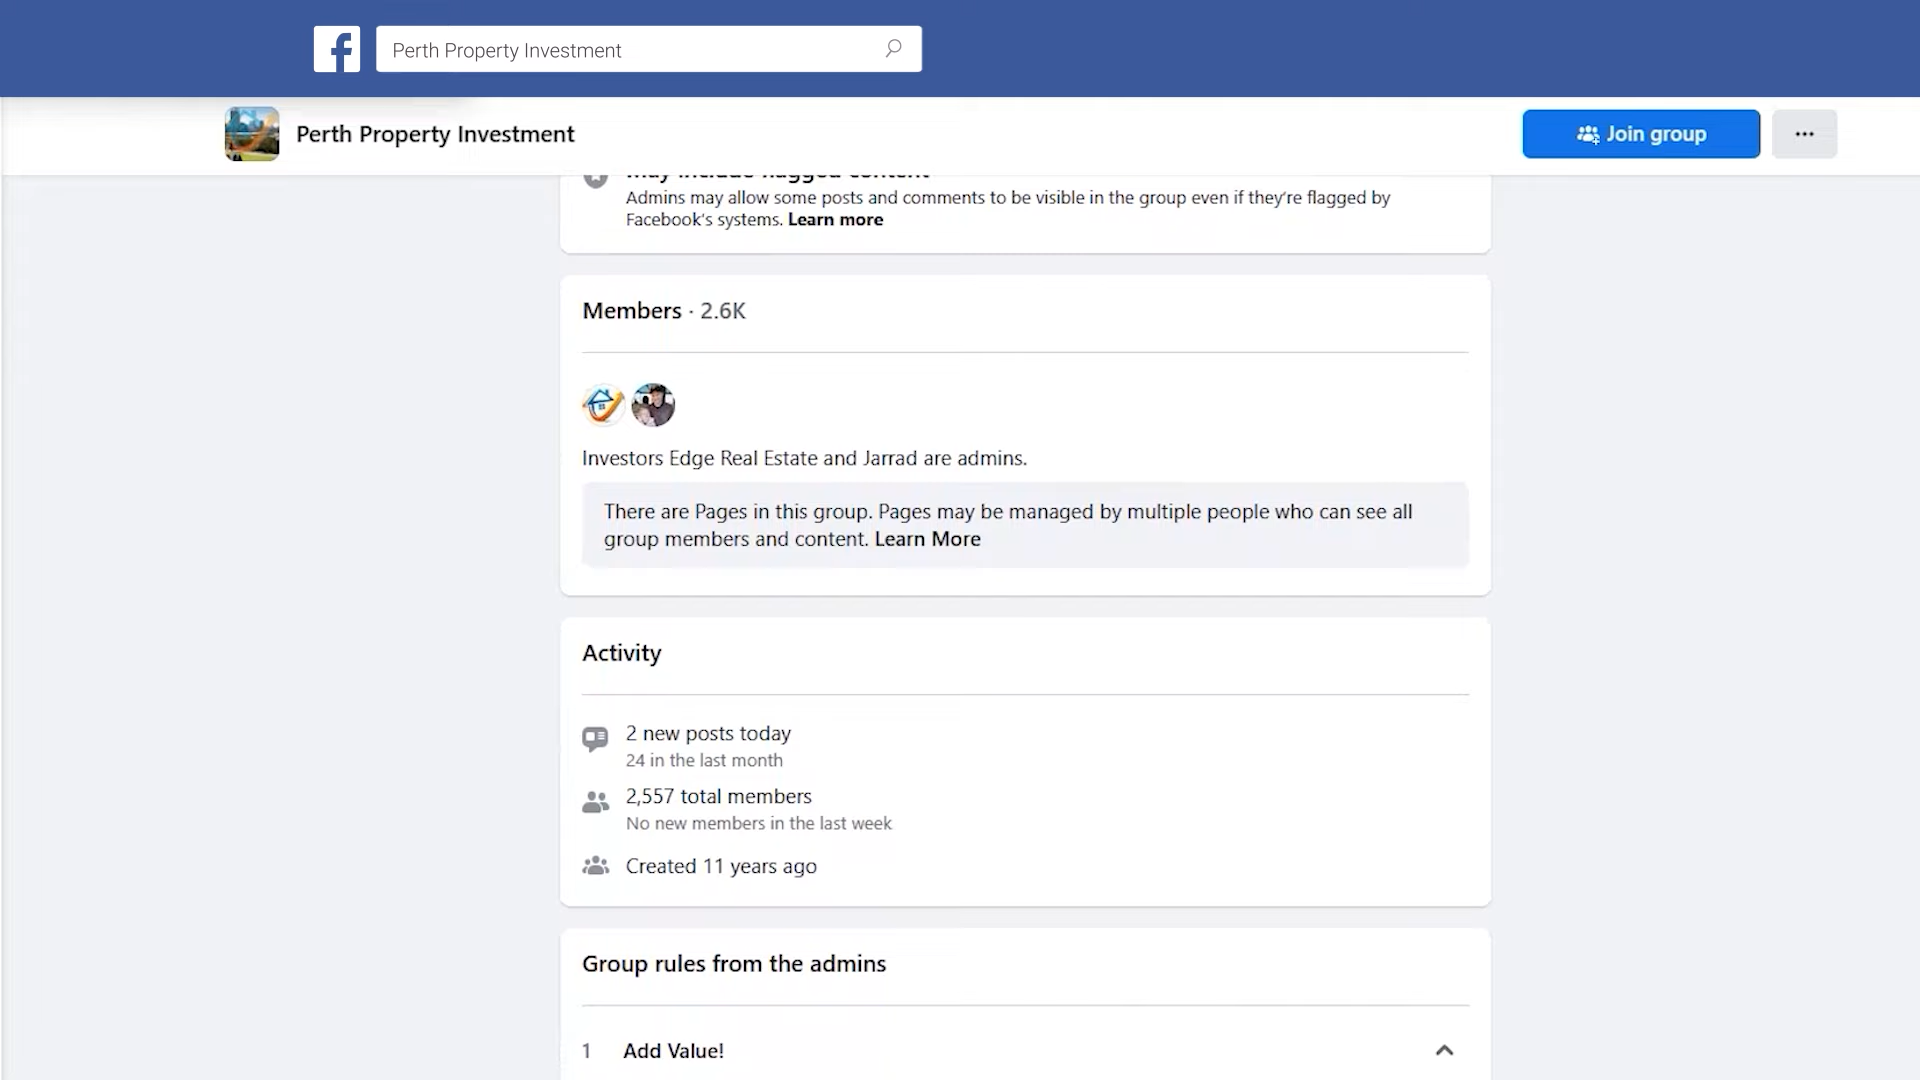 Perth Property Investment
Perth Property Investment
Join group
May include flagged content
Admins may allow some posts and comments to be visible in the group even if they're flagged by
Facebook's systems. Learn more
Members · 2.6K
Investors Edge Real Estate and Jarrad are admins.
There are Pages in this group. Pages may be managed by multiple people who can see all
group members and content. Learn More
Activity
2 new posts today
24 in the last month
2,557 total members
No new members in the last week
Created 11 years ago
Group rules from the admins
1 Add Value!